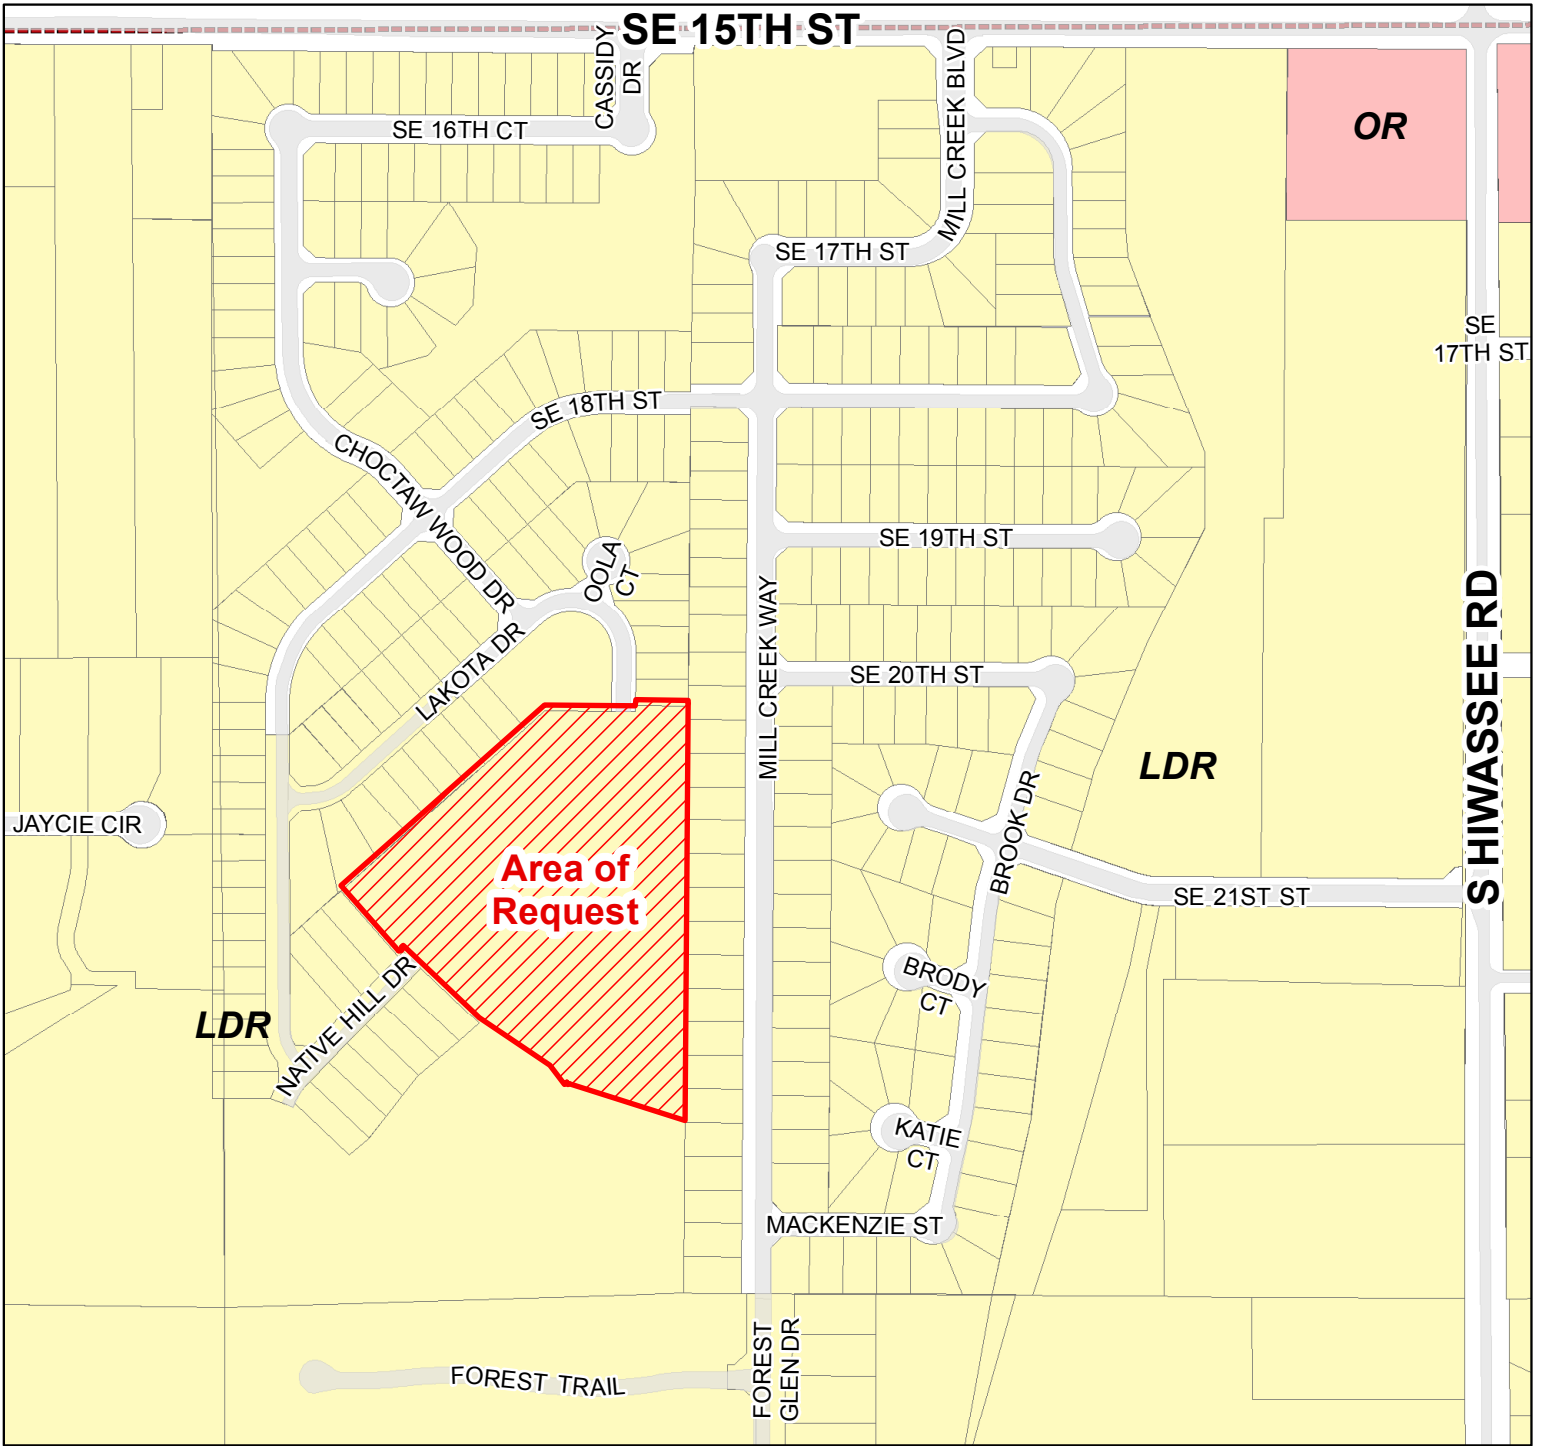 SE 15TH ST
CASSIDY
DR
MILL CREEK BLVD
OR
SE 16TH CT
SE 17TH ST
SE
17TH ST
SE 18TH ST
CHOCTAW WOOD DR
SE 19TH ST
OOLA
CT
LAKOTA DR
MILL CREEK WAY
SE 20TH ST
S HIWASSEE RD
LDR
JAYCIE CIR
BROOK DR
Area of
Request
SE 21ST ST
BRODY
CT
NATIVE HILL DR
LDR
KATIE
CT
MACKENZIE ST
FOREST
GLEN DR
FOREST TRAIL